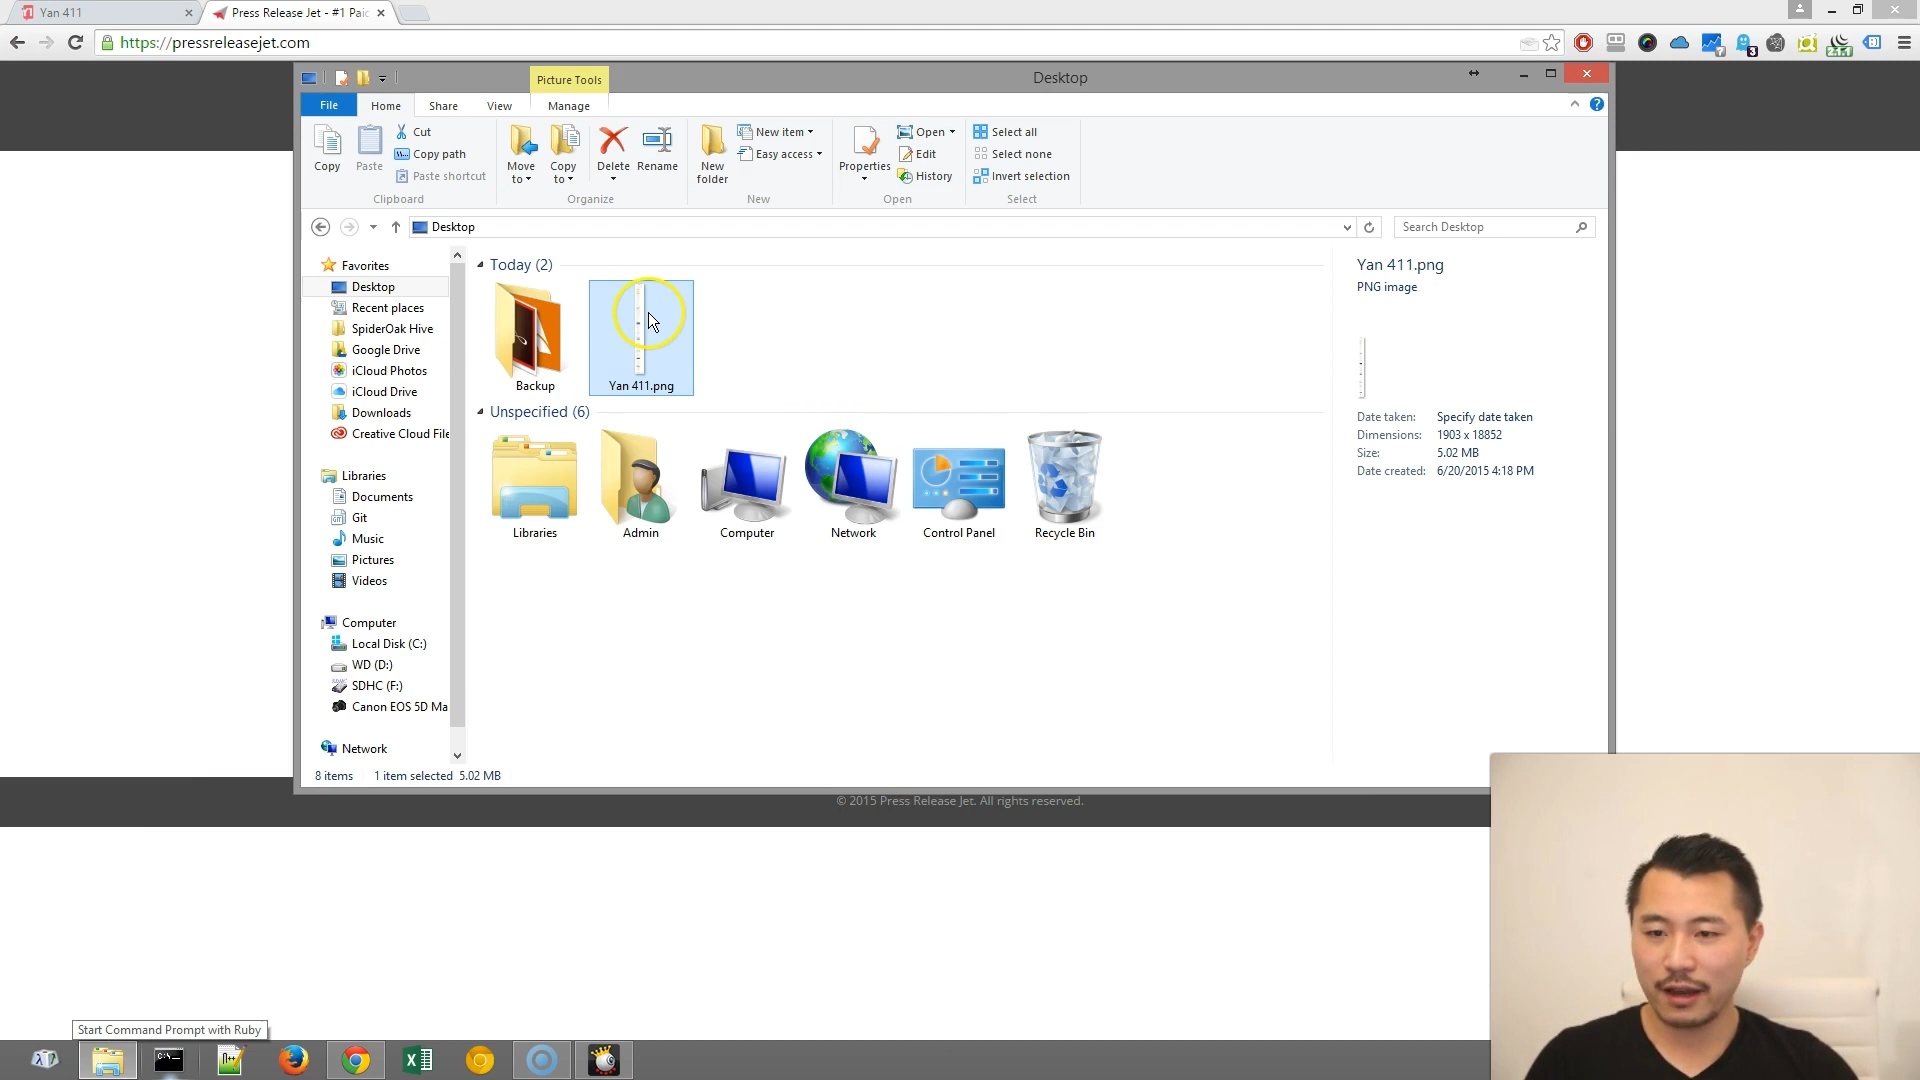 Yan 411
Press Release Jet - #1 Paid
https://pressreleasejet.com
Picture Tools
Desktop
File
Home
Share
View
Manage
Copy
Paste
Cut
Copy path
Paste shortcut
Clipboard
Move to
Copy to
Delete
Rename
Organize
New folder
New item
Easy access
New
Properties
Open
Edit
History
Open
Select all
Select none
Invert selection
Select
Desktop
Search Desktop
Favorites
Desktop
Recent places
SpiderOak Hive
Google Drive
iCloud Photos
iCloud Drive
Downloads
Creative Cloud File
Libraries
Documents
Git
Music
Pictures
Videos
Computer
Local Disk (C:)
WD (D:)
SDHC (F:)
Canon EOS 5D Ma
Network
Today (2)
Backup
Yan 411.png
Unspecified (6)
Libraries
Admin
Computer
Network
Control Panel
Recycle Bin
Yan 411.png
PNG image
Date taken: Specify date taken
Dimensions: 1903 x 18852
Size: 5.02 MB
Date created: 6/20/2015 4:18 PM
8 items 1 item selected 5.02 MB
© 2015 Press Release Jet. All rights reserved.
Start Command Prompt with Ruby